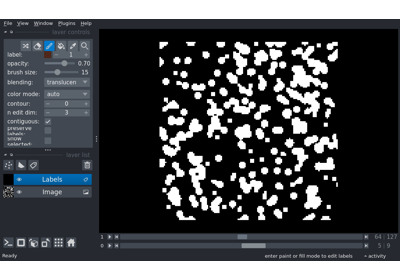 File View Window Plugins Help
layer controls
label: 1
opacity: 0.70
brush size: 15
blending: translucen
color mode: auto
contour: 0
n edit dim: 3
contiguous:
preserve labels:
show selected:
layer list
Labels
Image
1 64 127
0 5 9
Ready enter paint or fill mode to edit labels activity